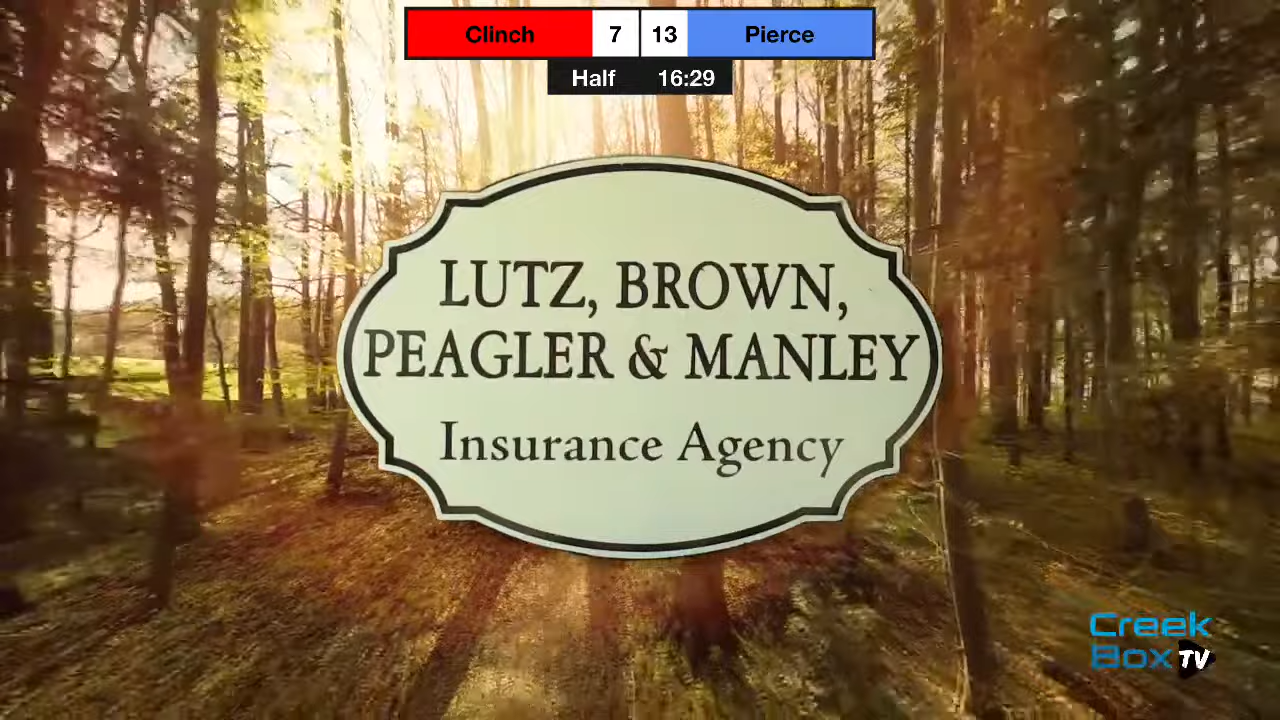 Clinch 7 13 Pierce
Half 16:29
LUTZ, BROWN,
PEAGLER & MANLEY
Insurance Agency
Creek
Box TV